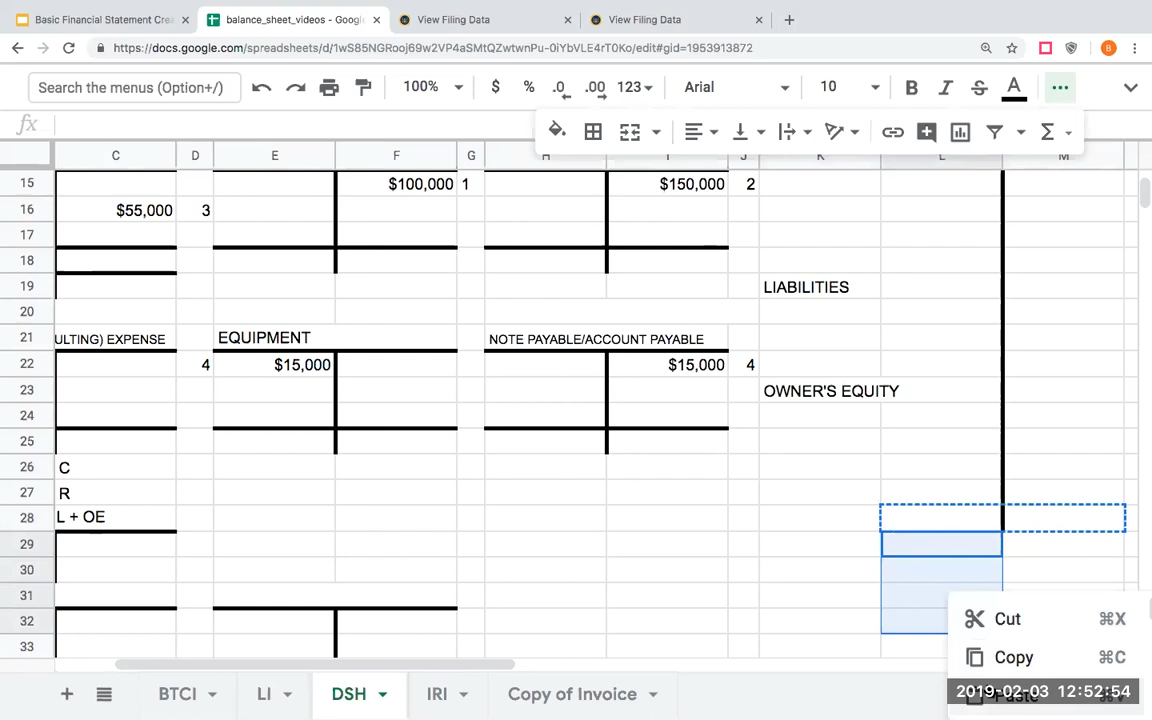 Basic Financial Statement Crea
balance_sheet_videos - Google
View Filing Data
View Filing Data
https://docs.google.com/spreadsheets/d/1wS85NGRooj69w2VP4aSMtQZwtwnPu-0iYbVLE4rT0Ko/edit#gid=1953913872
B
Search the menus (Option+/)
100%
$ % .0 .00 123
Arial
10
B I S A
fx
Σ
C D E F G H I J K L M
15 $100,000 1 $150,000 2
16 $55,000 3
17
18
19 LIABILITIES
20
21 ULTING) EXPENSE EQUIPMENT NOTE PAYABLE/ACCOUNT PAYABLE
22 4 $15,000 $15,000 4
23 OWNER'S EQUITY
24
25
26 C
27 R
28 L + OE
29
30
31
32
33
Cut ⌘X
Copy ⌘C
2019-02-03 12:52:54
+ BTCI LI DSH IRI Copy of Invoice